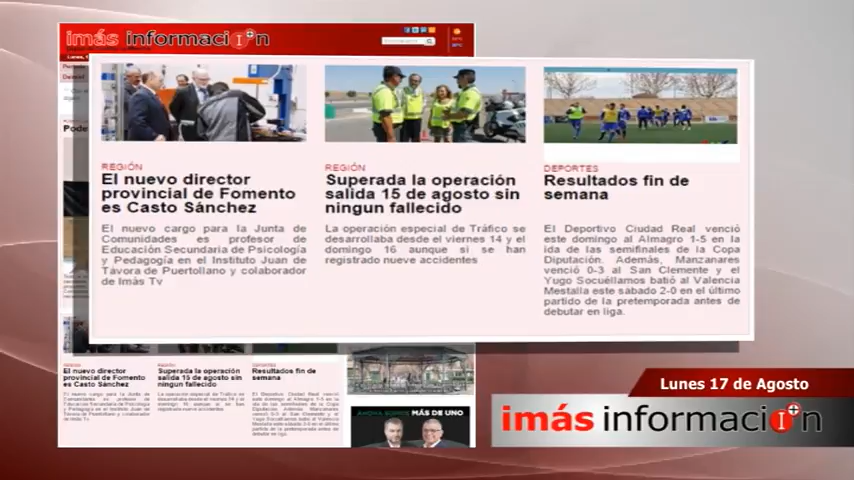 imás información
REGIÓN
El nuevo director
provincial de Fomento
es Casto Sánchez
El nuevo cargo para la Junta de
Comunidades es profesor de
Educación Secundaria de Psicología
y Pedagogía en el Instituto Juan de
Távora de Puertollano y colaborador
de Imás Tv
REGIÓN
Superada la operación
salida 15 de agosto sin
ningun fallecido
La operación especial de Tráfico se
desarrollaba desde el viernes 14 y el
domingo 16 aunque si se han
registrado nueve accidentes
DEPORTES
Resultados fin de
semana
El Deportivo Ciudad Real venció
este domingo al Almagro 1-5 en la
ida de las semifinales de la Copa
Diputación. Además, Manzanares
venció 0-3 al San Clemente y el
Yugo Socuéllamos batió al Valencia
Mestalla este sábado 2-0 en el último
partido de la pretemporada antes de
debutar en liga.
El nuevo director
provincial de Fomento
es Casto Sánchez
Superada la operación
salida 15 de agosto sin
ningun fallecido
Resultados fin de
semana
AHORA SOMOS MÁS DE UNO
Lunes 17 de Agosto
imás información